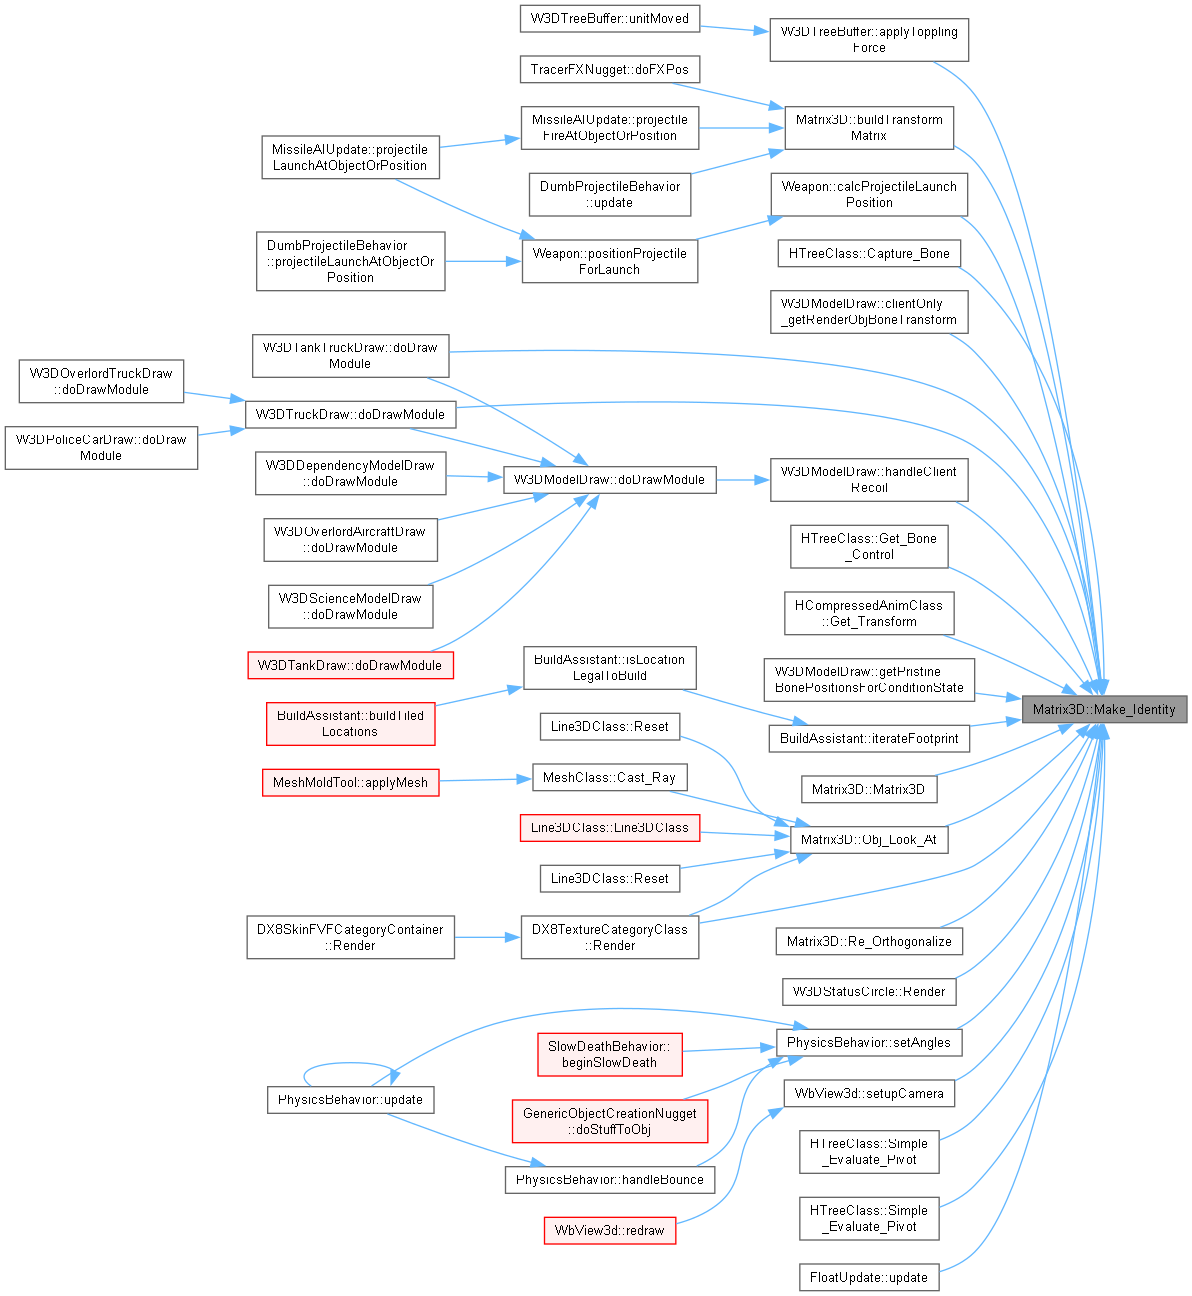 W3DTreeBuffer::unitMoved
W3DTreeBuffer::applyToppling
Force
TracerFXNugget::doFXPos
Matrix3D::buildTransform
Matrix
MissileAIUpdate::projectile
FireAtObjectOrPosition
MissileAIUpdate::projectile
LaunchAtObjectOrPosition
DumbProjectileBehavior
::update
Weapon::calcProjectileLaunch
Position
DumbProjectileBehavior
::projectileLaunchAtObjectOr
Position
Weapon::positionProjectile
ForLaunch
HTreeClass::Capture_Bone
W3DModelDraw::clientOnly
_getRenderObjBoneTransform
W3DTankTruckDraw::doDraw
Module
W3DOverlordTruckDraw
::doDrawModule
W3DTruckDraw::doDrawModule
W3DPoliceCarDraw::doDraw
Module
W3DDependencyModelDraw
::doDrawModule
W3DModelDraw::doDrawModule
W3DModelDraw::handleClient
Recoil
W3DOverlordAircraftDraw
::doDrawModule
HTreeClass::Get_Bone
_Control
W3DScienceModelDraw
::doDrawModule
HCompressedAnimClass
::Get_Transform
W3DTankDraw::doDrawModule
BuildAssistant::isLocation
LegalToBuild
W3DModelDraw::getPristine
BonePositionsForConditionState
Matrix3D::Make_Identity
BuildAssistant::buildTiled
Locations
Line3DClass::Reset
BuildAssistant::iterateFootprint
MeshMoldTool::applyMesh
MeshClass::Cast_Ray
Matrix3D::Matrix3D
Line3DClass::Line3DClass
Matrix3D::Obj_Look_At
Line3DClass::Reset
DX8SkinFVFCategoryContainer
::Render
DX8TextureCategoryClass
::Render
Matrix3D::Re_Orthogonalize
W3DStatusCircle::Render
SlowDeathBehavior::
beginSlowDeath
PhysicsBehavior::setAngles
PhysicsBehavior::update
WbView3d::setupCamera
GenericObjectCreationNugget
::doStuffToObj
HTreeClass::Simple
_Evaluate_Pivot
PhysicsBehavior::handleBounce
HTreeClass::Simple
_Evaluate_Pivot
WbView3d::redraw
FloatUpdate::update